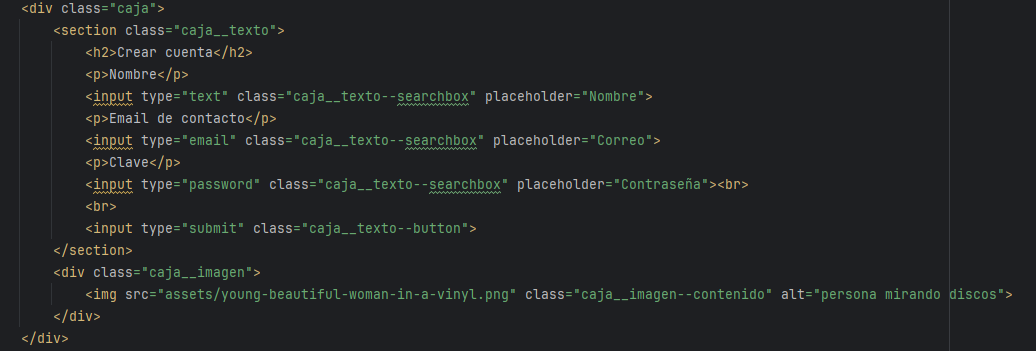 <div class="caja">
<section class="caja__texto">
<h2>Crear cuenta</h2>
<p>Nombre</p>
<input type="text" class="caja__texto--searchbox" placeholder="Nombre">
<p>Email de contacto</p>
<input type="email" class="caja__texto--searchbox" placeholder="Correo">
<p>Clave</p>
<input type="password" class="caja__texto--searchbox" placeholder="Contraseña"><br>
<br>
<input type="submit" class="caja__texto--button">
</section>
<div class="caja__imagen">
<img src="assets/young-beautiful-woman-in-a-vinyl.png" class="caja__imagen--contenido" alt="persona mirando discos">
</div>
</div>